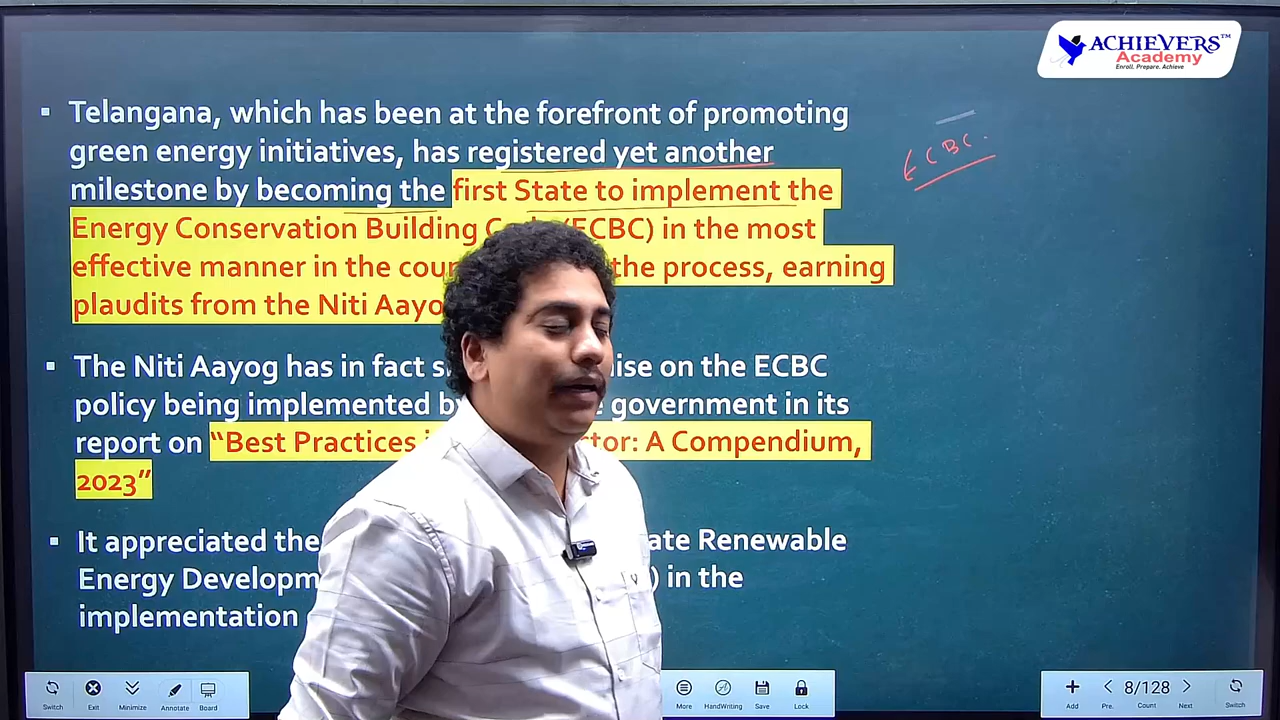 ACHIEVERS™
Academy
Enroll. Prepare. Achieve
Telangana, which has been at the forefront of promoting
green energy initiatives, has registered yet another
milestone by becoming the first State to implement the
Energy Conservation Building (ECBC) in the most
effective manner in the the process, earning
plaudits from the Niti
ECBC.
The Niti Aayog has in fact on the ECBC
policy being implemented government in its
report on “Best Practices A Compendium,
2023”
It appreciated the Renewable
Energy in the
implementation
Switch
Exit
Minimize
Annotate
Board
More
HandWriting
Save
Lock
Add
Pre.
8/128
Count
Next
Switch